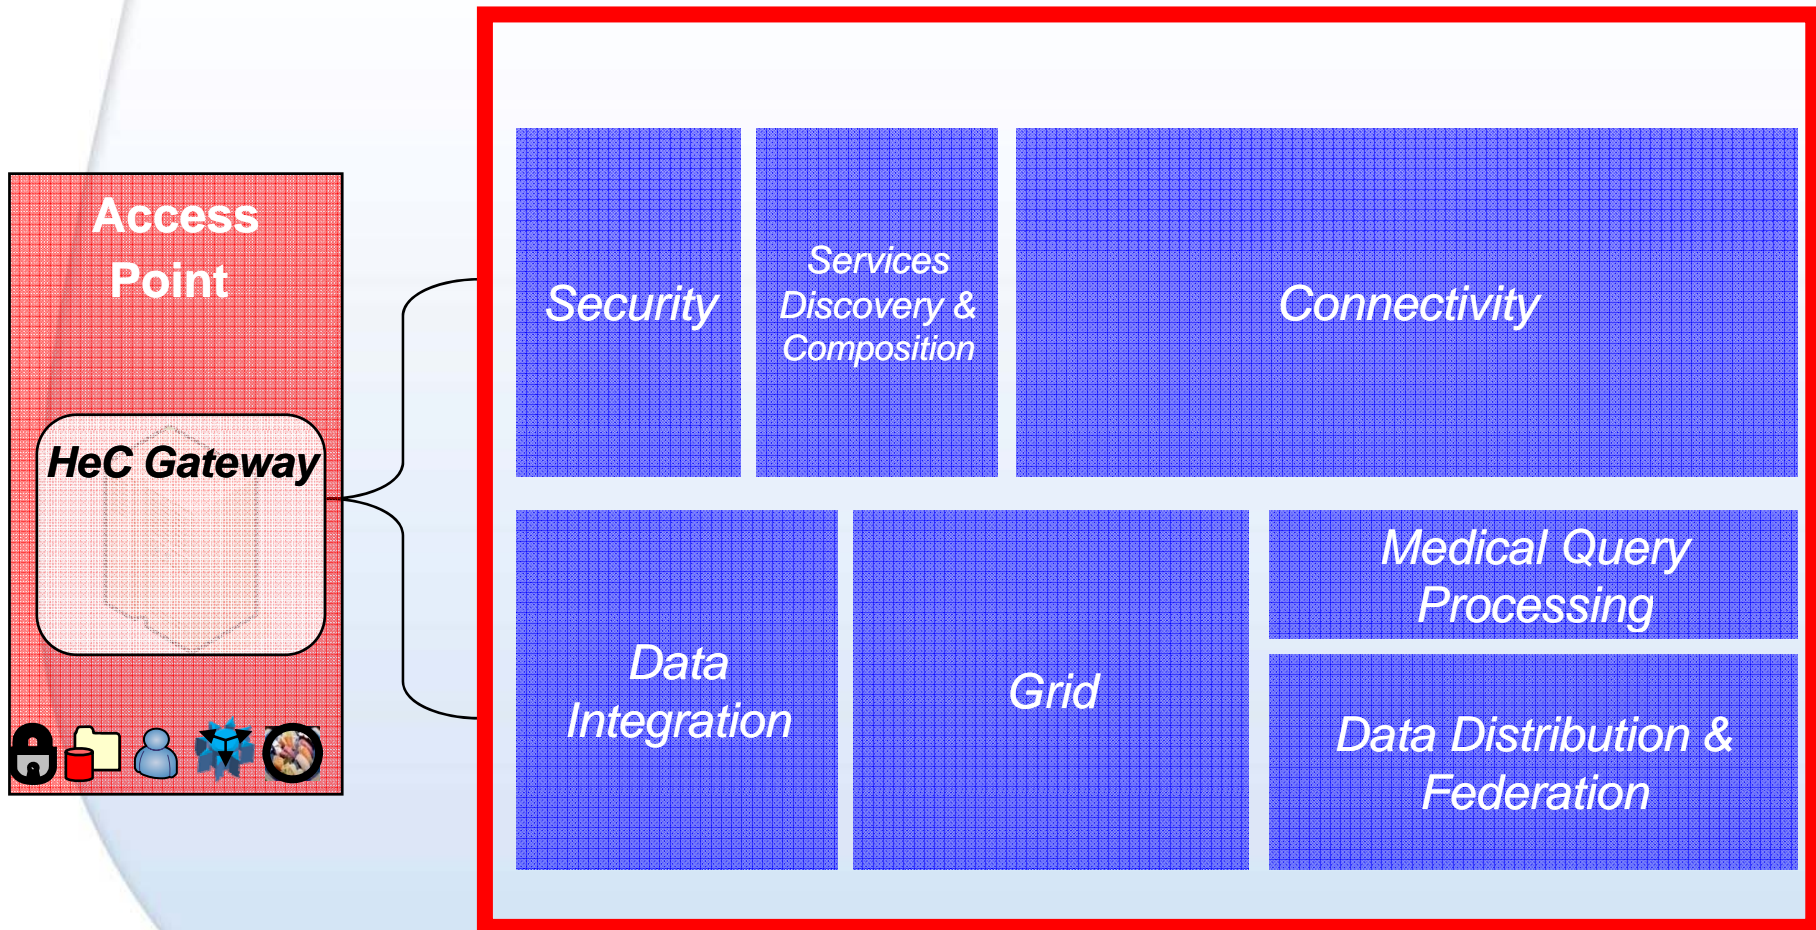 Access
Point
HeC Gateway
Security
Services
Discovery &
Composition
Connectivity
Data
Integration
Grid
Medical Query
Processing
Data Distribution &
Federation